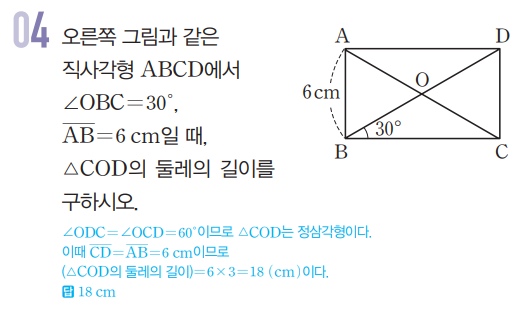 04 오른쪽 그림과 같은
직사각형 ABCD에서
∠OBC=30°,
A̅B̅=6 cm일 때,
△COD의 둘레의 길이를
구하시오.
A
D
O
6 cm
30°
B
C
∠ODC=∠OCD=60°이므로 △COD는 정삼각형이다.
이때 C̅D̅=A̅B̅=6 cm이므로
(△COD의 둘레의 길이)=6×3=18 (cm)이다.
답 18 cm